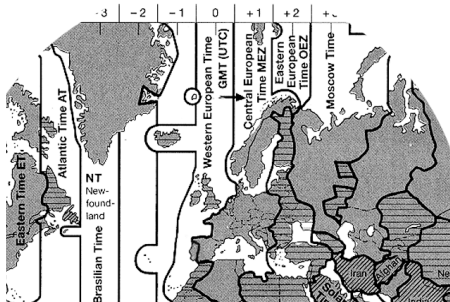 -3 -2 -1 0 +1 +2
Eastern Time ET
Atlantic Time AT
NT
New-
found-
land
Brasilian Time
Western European Time
GMT (UTC)
Central European
Time MEZ
Eastern
European
Time OEZ
Moscow Time
Iran
Afghan